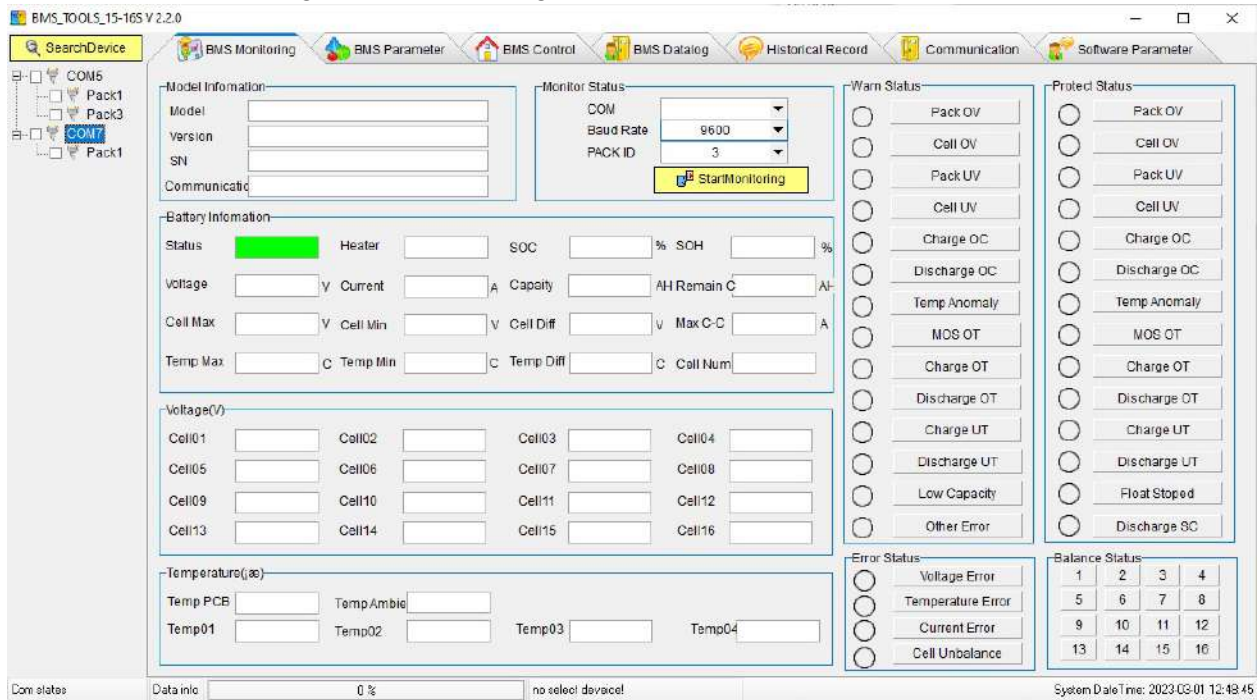 BMS_TOOLS_15-16S V 2.2.0
SearchDevice
BMS Monitoring
BMS Parameter
BMS Control
BMS Datalog
Historical Record
Communication
Software Parameter
COM5
Pack1
Pack3
COM7
Pack1
Model Infomation
Model
Version
SN
Communicatic
Monitor Status
COM
Baud Rate 9600
PACK ID 3
StartMonitoring
Battery Infomation
Status Heater SOC % SOH %
Voltage V Current A Capaity AH Remain C AH
Cell Max V Cell Min V Cell Diff V Max C-C A
Temp Max C Temp Min C Temp Diff C Cell Num
Voltage(V)
Cell01 Cell02 Cell03 Cell04
Cell05 Cell06 Cell07 Cell08
Cell09 Cell10 Cell11 Cell12
Cell13 Cell14 Cell15 Cell16
Temperature(¡æ)
Temp PCB Temp Ambie
Temp01 Temp02 Temp03 Temp04
Warn Status
Pack OV
Cell OV
Pack UV
Cell UV
Charge OC
Discharge OC
Temp Anomaly
MOS OT
Charge OT
Discharge OT
Charge UT
Discharge UT
Low Capacity
Other Error
Protect Status
Pack OV
Cell OV
Pack UV
Cell UV
Charge OC
Discharge OC
Temp Anomaly
MOS OT
Charge OT
Discharge OT
Charge UT
Discharge UT
Float Stoped
Discharge SC
Error Status
Voltage Error
Temperature Error
Current Error
Cell Unbalance
Balance Status
1 2 3 4
5 6 7 8
9 10 11 12
13 14 15 16
Com states
Data info 0 % no select devaice! System DateTime: 2023-03-01 12:48:45